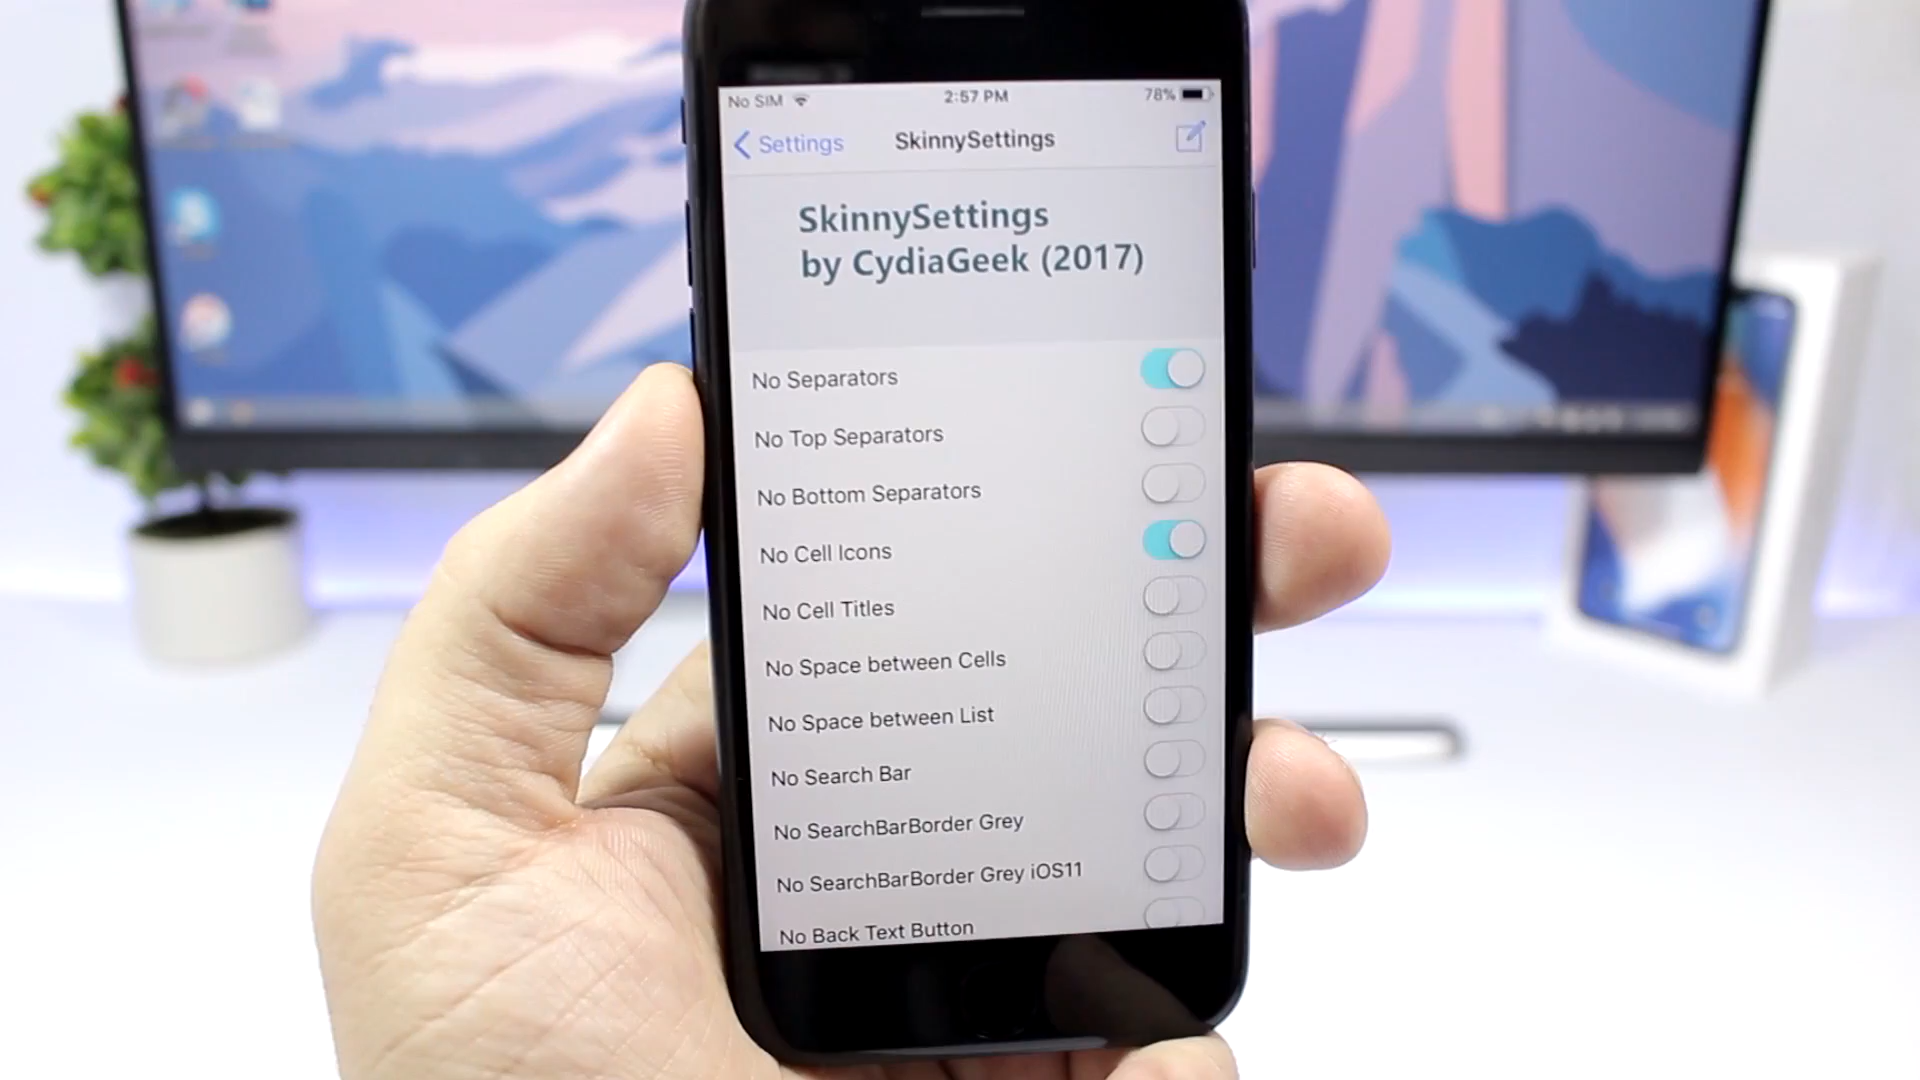 No SIM
2:57 PM
78%
Settings
SkinnySettings
SkinnySettings
by CydiaGeek (2017)
No Separators
No Top Separators
No Bottom Separators
No Cell Icons
No Cell Titles
No Space between Cells
No Space between List
No Search Bar
No SearchBarBorder Grey
No SearchBarBorder Grey iOS11
No Back Text Button